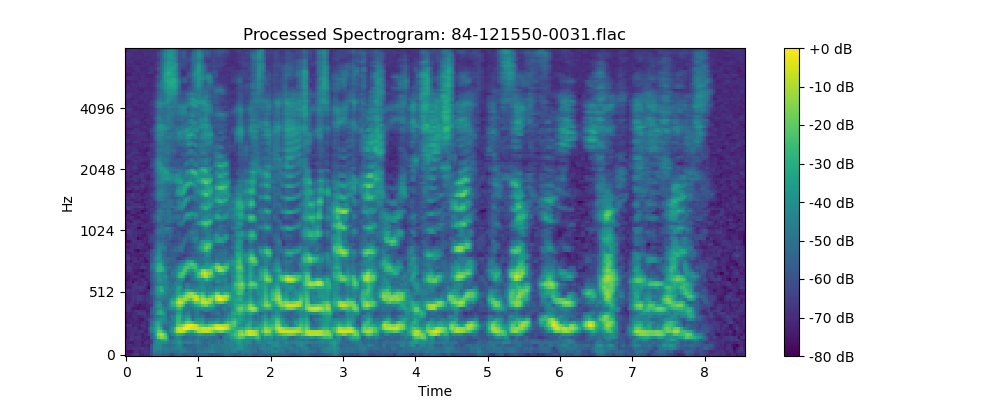 Processed Spectrogram: 84-121550-0031.flac
Hz
4096
2048
1024
512
0
0 1 2 3 4 5 6 7 8
Time
+0 dB
-10 dB
-20 dB
-30 dB
-40 dB
-50 dB
-60 dB
-70 dB
-80 dB